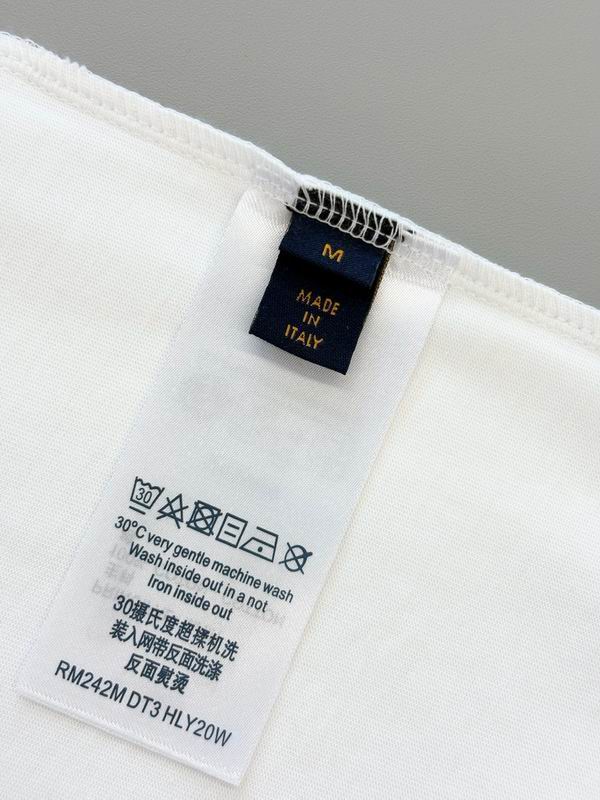 M
MADE
IN
ITALY
30
30°C very gentle machine wash
Wash inside out in a not
Iron inside out
30摄氏度超揉机洗
装入网带反面洗涤
反面熨烫
RM242M DT3 HLY20W